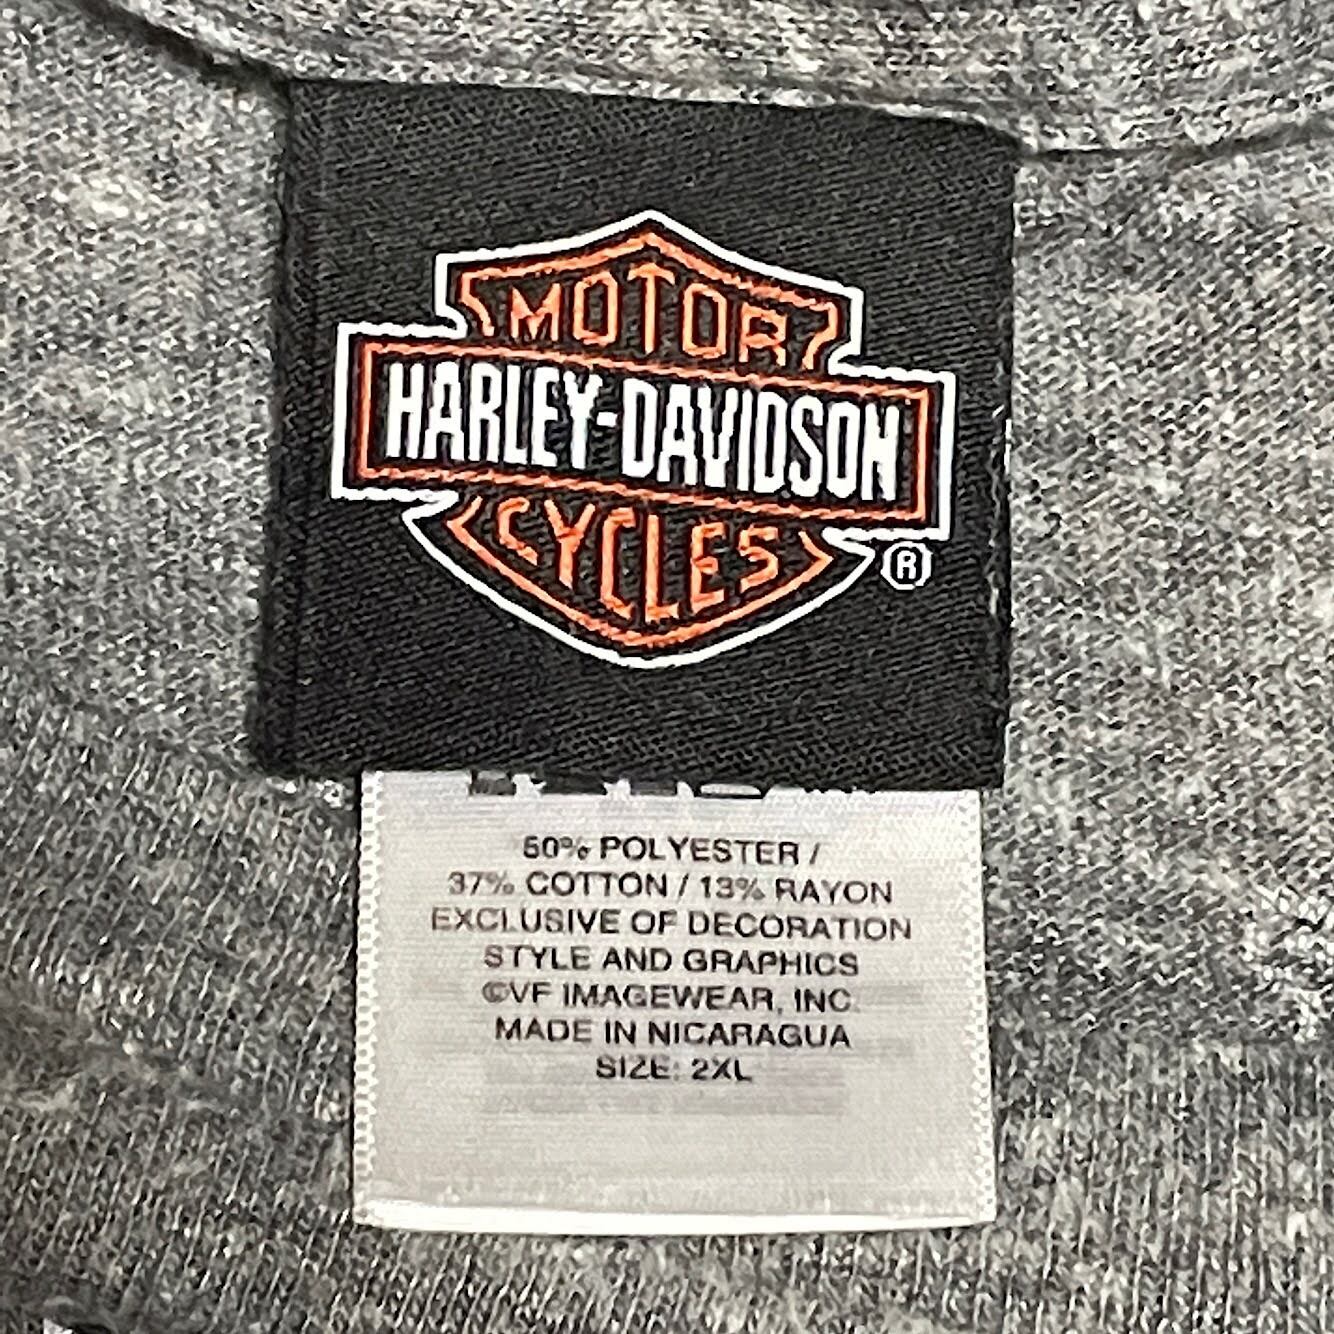 MOTOR
HARLEY-DAVIDSON
CYCLES
®
50% POLYESTER /
37% COTTON / 13% RAYON
EXCLUSIVE OF DECORATION
STYLE AND GRAPHICS
©VF IMAGEWEAR, INC.
MADE IN NICARAGUA
SIZE: 2XL